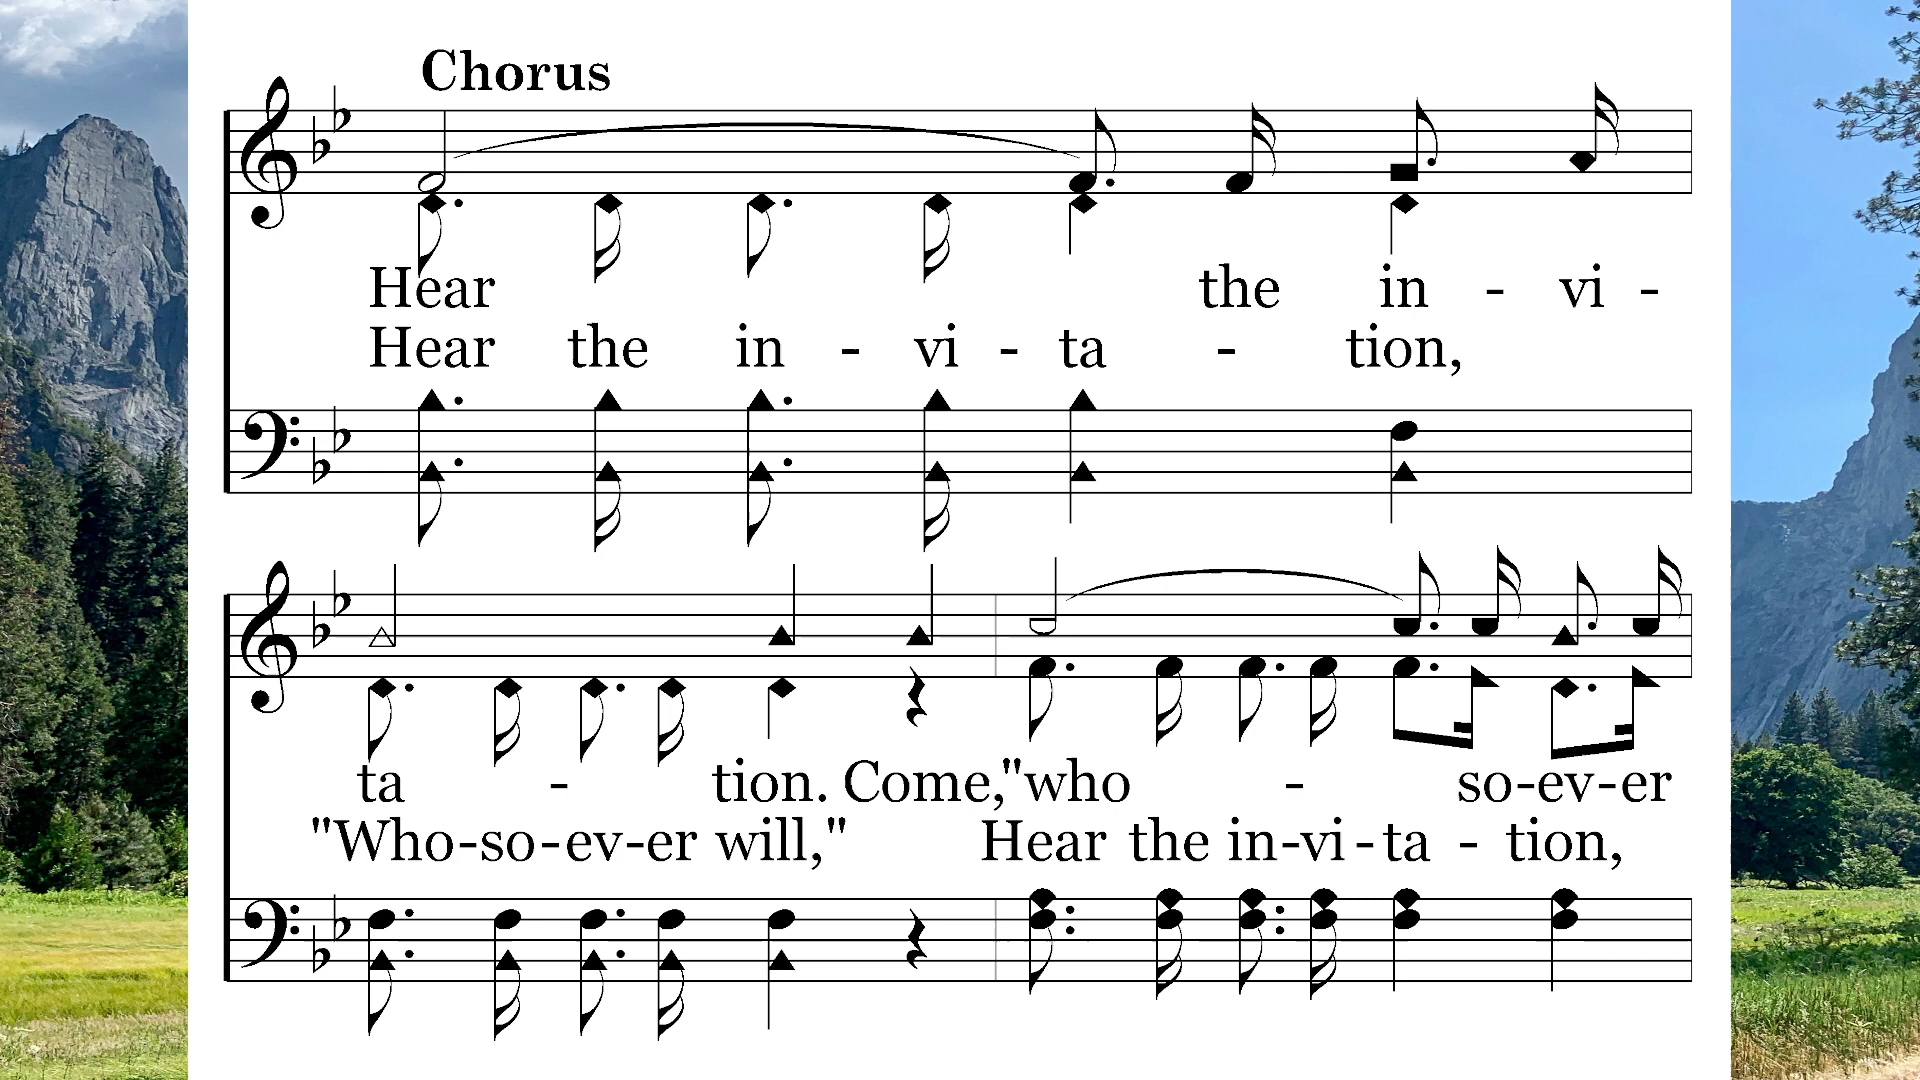 Chorus
Hear the in - vi -
Hear the in - vi - ta - tion,
ta - tion. Come,"who - so-ev-er
"Who-so-ev-er will," Hear the in-vi-ta - tion,